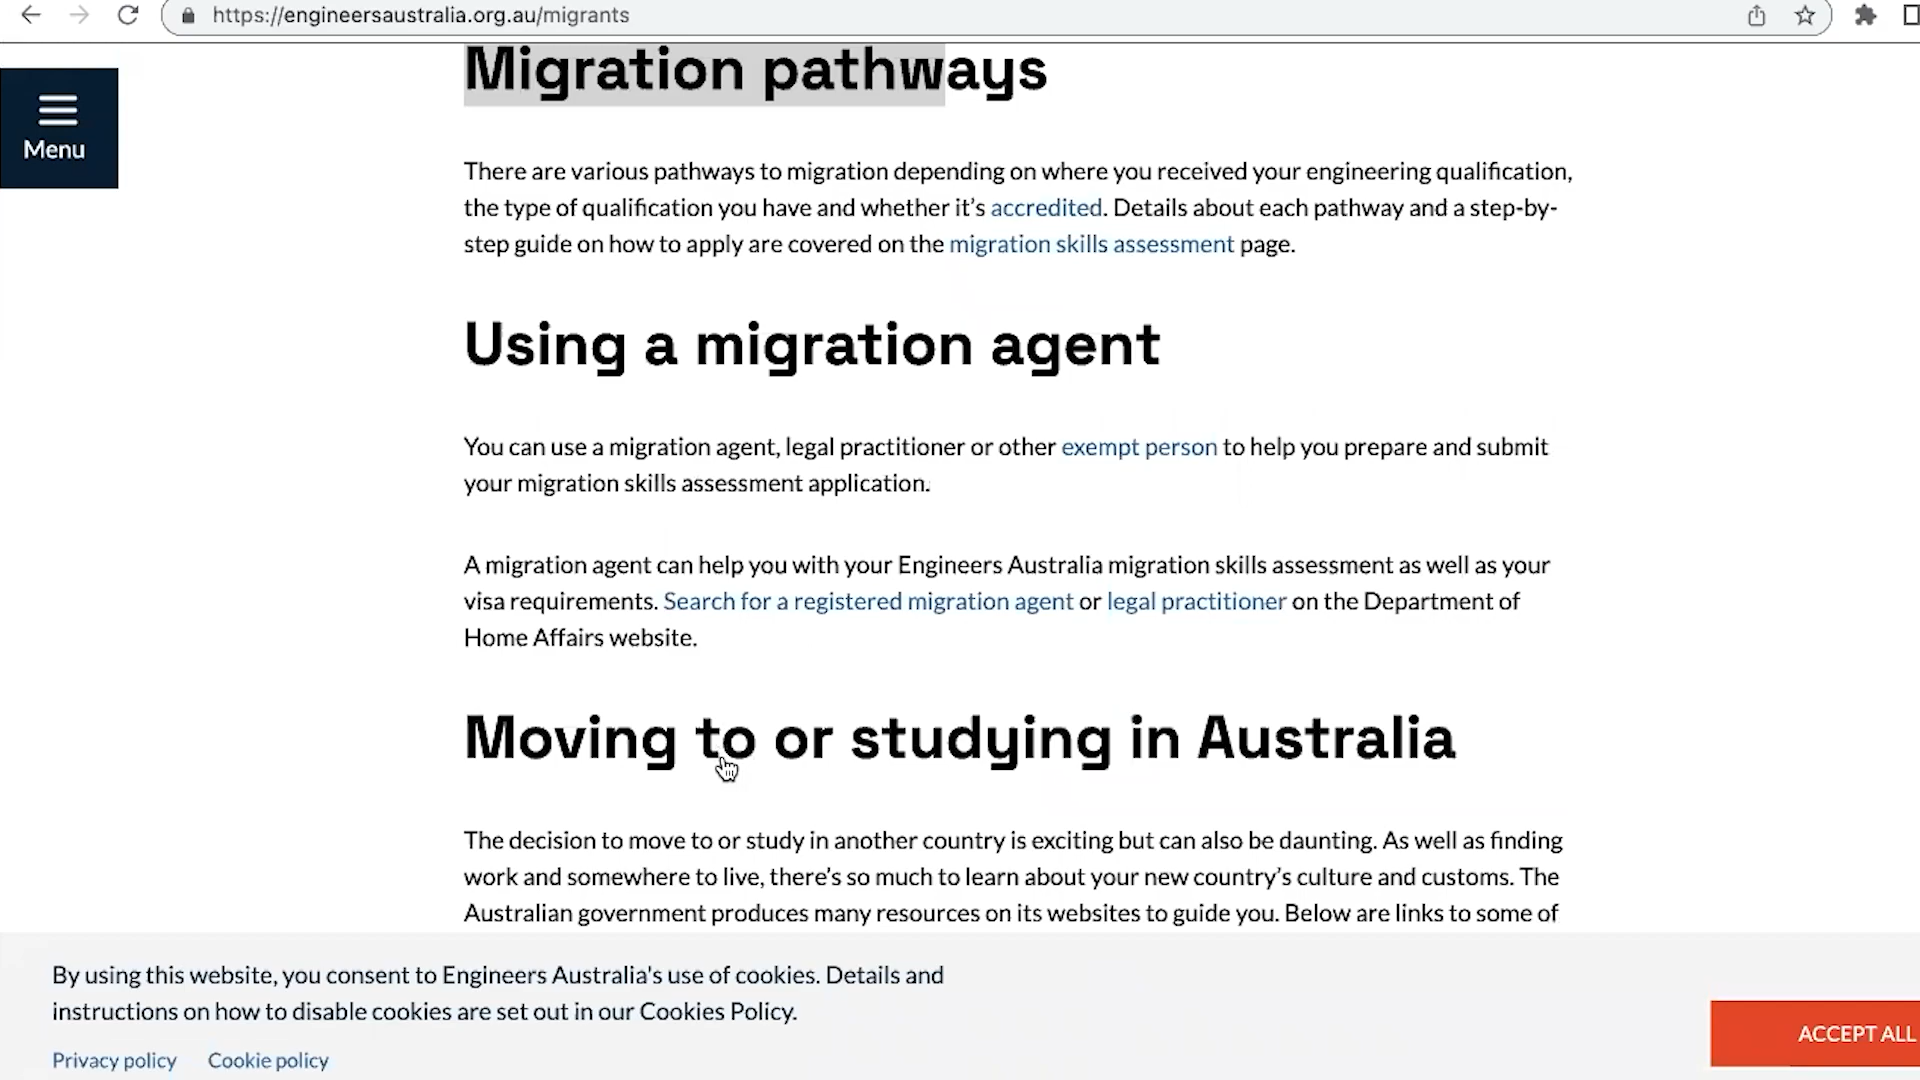 https://engineersaustralia.org.au/migrants
Migration pathways
Menu
There are various pathways to migration depending on where you received your engineering qualification,
the type of qualification you have and whether it’s accredited. Details about each pathway and a step-by-
step guide on how to apply are covered on the migration skills assessment page.
Using a migration agent
You can use a migration agent, legal practitioner or other exempt person to help you prepare and submit
your migration skills assessment application.
A migration agent can help you with your Engineers Australia migration skills assessment as well as your
visa requirements. Search for a registered migration agent or legal practitioner on the Department of
Home Affairs website.
Moving to or studying in Australia
The decision to move to or study in another country is exciting but can also be daunting. As well as finding
work and somewhere to live, there’s so much to learn about your new country’s culture and customs. The
Australian government produces many resources on its websites to guide you. Below are links to some of
By using this website, you consent to Engineers Australia's use of cookies. Details and
instructions on how to disable cookies are set out in our Cookies Policy.
Privacy policy Cookie policy
ACCEPT ALL